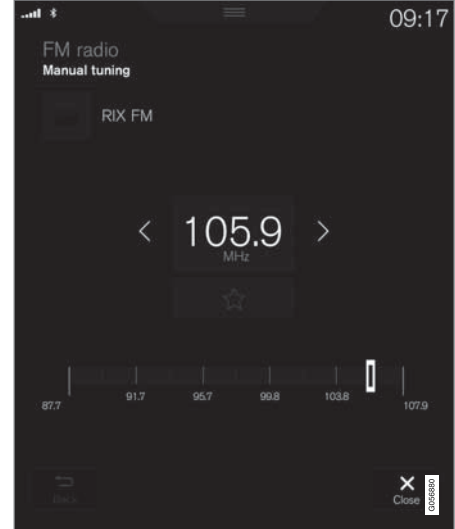 09:17
FM radio
Manual tuning
RIX FM
105.9
MHz
87.7 91.7 95.7 99.8 103.8 107.9
Back
Close
G056880